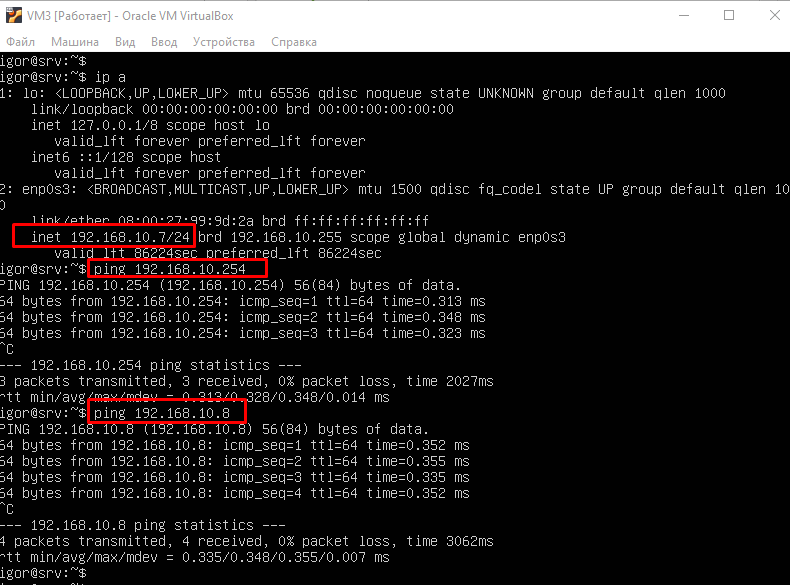 VM3 [Работает] - Oracle VM VirtualBox
Файл Машина Вид Ввод Устройства Справка
igor@srv:~$
igor@srv:~$ ip a
1: lo: <LOOPBACK,UP,LOWER_UP> mtu 65536 qdisc noqueue state UNKNOWN group default qlen 1000
link/loopback 00:00:00:00:00:00 brd 00:00:00:00:00:00
inet 127.0.0.1/8 scope host lo
valid_lft forever preferred_lft forever
inet6 ::1/128 scope host
valid_lft forever preferred_lft forever
2: enp0s3: <BROADCAST,MULTICAST,UP,LOWER_UP> mtu 1500 qdisc fq_codel state UP group default qlen 10
0
link/ether 08:00:27:99:9d:2a brd ff:ff:ff:ff:ff:ff
inet 192.168.10.7/24 brd 192.168.10.255 scope global dynamic enp0s3
valid_lft 86224sec preferred_lft 86224sec
igor@srv:~$ ping 192.168.10.254
PING 192.168.10.254 (192.168.10.254) 56(84) bytes of data.
64 bytes from 192.168.10.254: icmp_seq=1 ttl=64 time=0.313 ms
64 bytes from 192.168.10.254: icmp_seq=2 ttl=64 time=0.348 ms
64 bytes from 192.168.10.254: icmp_seq=3 ttl=64 time=0.323 ms
^C
--- 192.168.10.254 ping statistics ---
3 packets transmitted, 3 received, 0% packet loss, time 2027ms
rtt min/avg/max/mdev = 0.313/0.328/0.348/0.014 ms
igor@srv:~$ ping 192.168.10.8
PING 192.168.10.8 (192.168.10.8) 56(84) bytes of data.
64 bytes from 192.168.10.8: icmp_seq=1 ttl=64 time=0.352 ms
64 bytes from 192.168.10.8: icmp_seq=2 ttl=64 time=0.355 ms
64 bytes from 192.168.10.8: icmp_seq=3 ttl=64 time=0.335 ms
64 bytes from 192.168.10.8: icmp_seq=4 ttl=64 time=0.352 ms
^C
--- 192.168.10.8 ping statistics ---
4 packets transmitted, 4 received, 0% packet loss, time 3062ms
rtt min/avg/max/mdev = 0.335/0.348/0.355/0.007 ms
igor@srv:~$